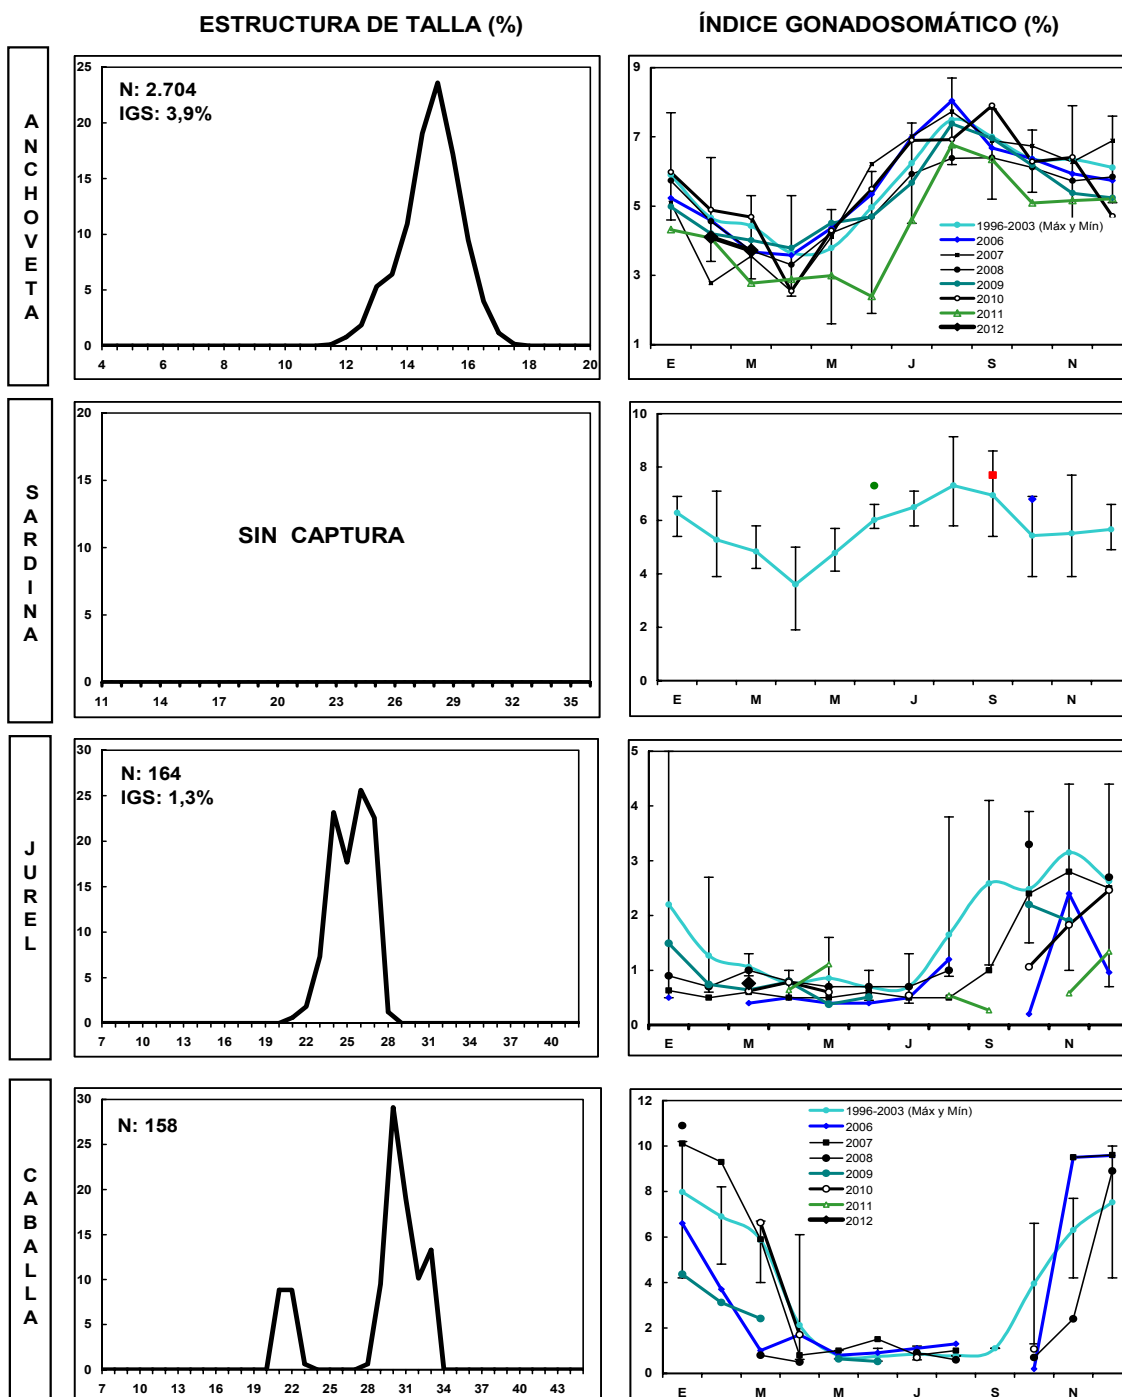 ESTRUCTURA DE TALLA (%)
ÍNDICE GONADOSOMÁTICO (%)
ANCHOVETA
N: 2.704
IGS: 3,9%
25
20
15
10
5
0
4 6 8 10 12 14 16 18 20
9
7
5
3
1
E M M J S N
1996-2003 (Máx y Mín)
2006
2007
2008
2009
2010
2011
2012
SARDINA
SIN CAPTURA
20
15
10
5
0
11 14 17 20 23 26 29 32 35
10
8
6
4
2
0
E M M J S N
JUREL
N: 164
IGS: 1,3%
30
25
20
15
10
5
0
7 10 13 16 19 22 25 28 31 34 37 40
5
4
3
2
1
0
E M M J S N
CABALLA
N: 158
30
25
20
15
10
5
0
7 10 13 16 19 22 25 28 31 34 37 40 43
12
10
8
6
4
2
0
E M M J S N
1996-2003 (Máx y Mín)
2006
2007
2008
2009
2010
2011
2012